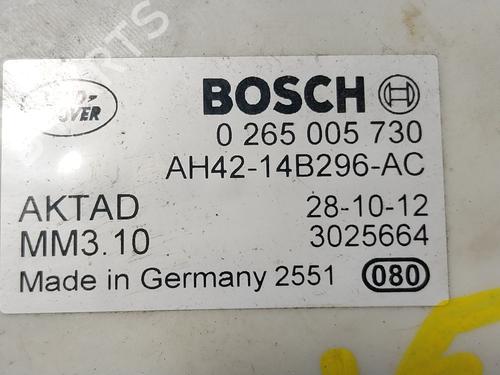 BOSCH
0 265 005 730
AH42-14B296-AC
AKTAD 28-10-12
MM3.10 3025664
Made in Germany 2551 080